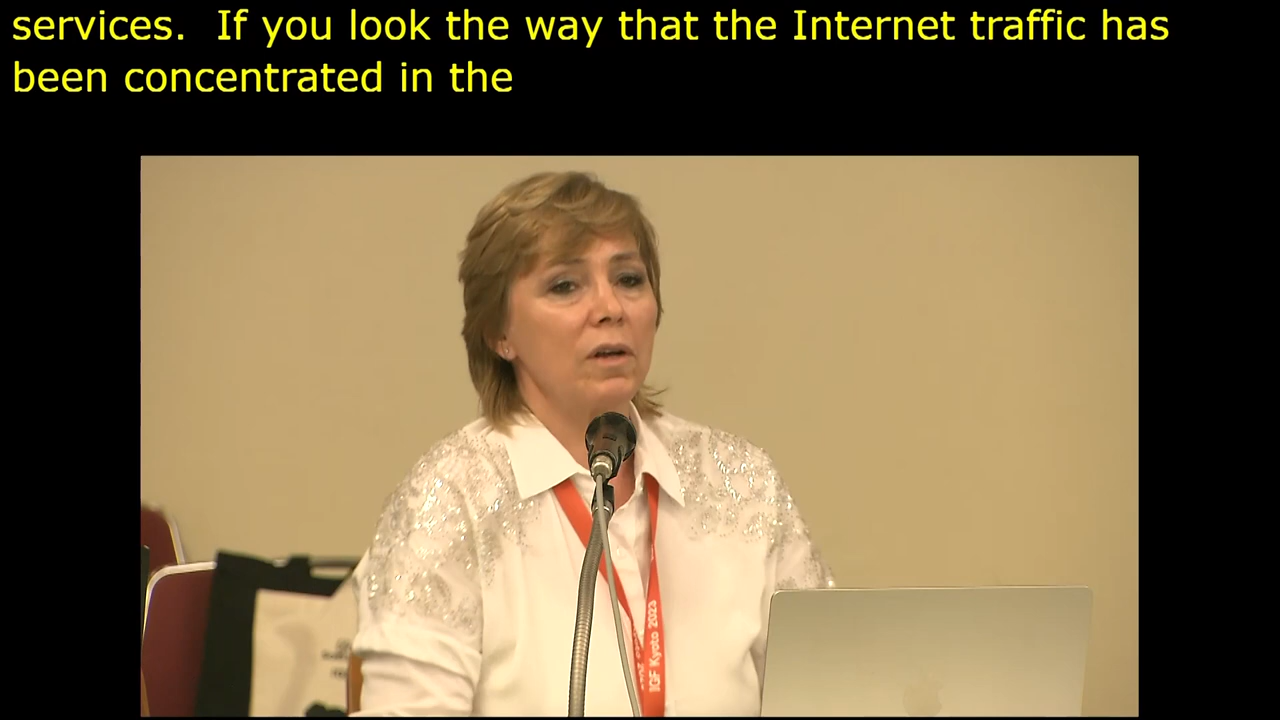 services.  If you look the way that the Internet traffic has
been concentrated in the
IGF Kyoto 2023